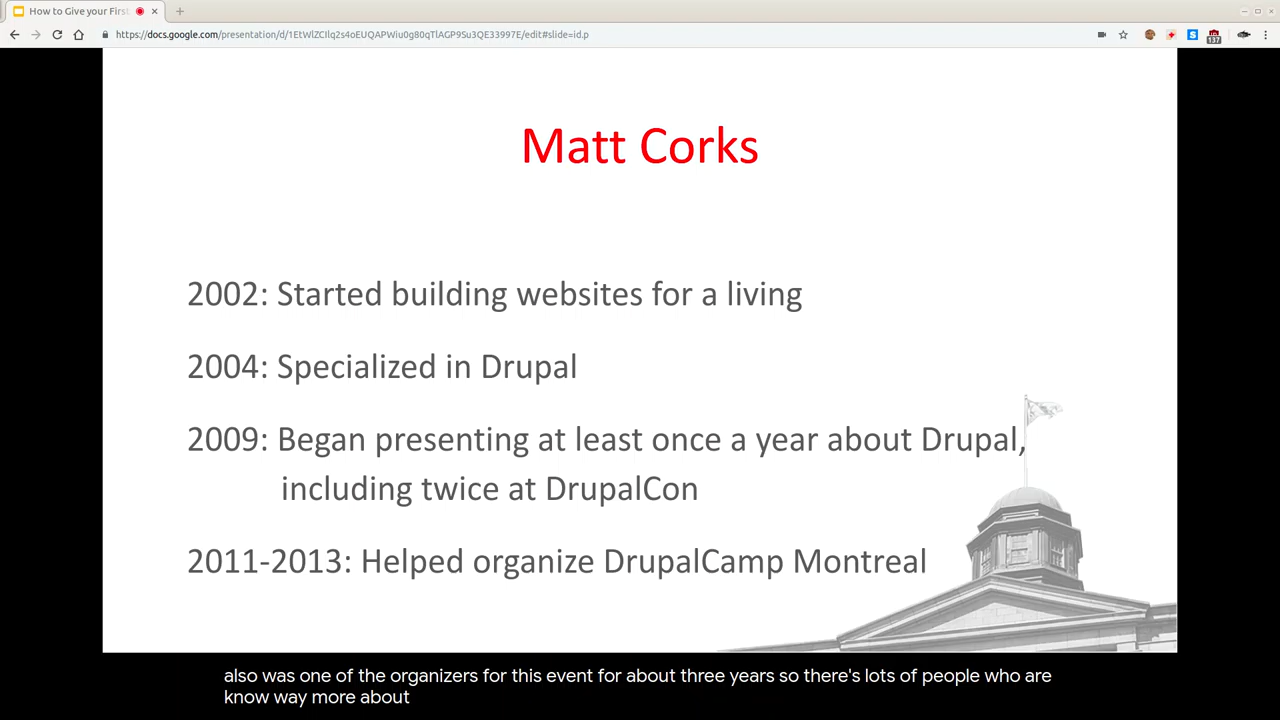 How to Give your First
https://docs.google.com/presentation/d/1EtWlZCIlq2s4oEUQAPWiu0g80qTlAGP9Su3QE33997E/edit#slide=id.p
137
Matt Corks
2002: Started building websites for a living
2004: Specialized in Drupal
2009: Began presenting at least once a year about Drupal,
including twice at DrupalCon
2011-2013: Helped organize DrupalCamp Montreal
also was one of the organizers for this event for about three years so there's lots of people who are
know way more about